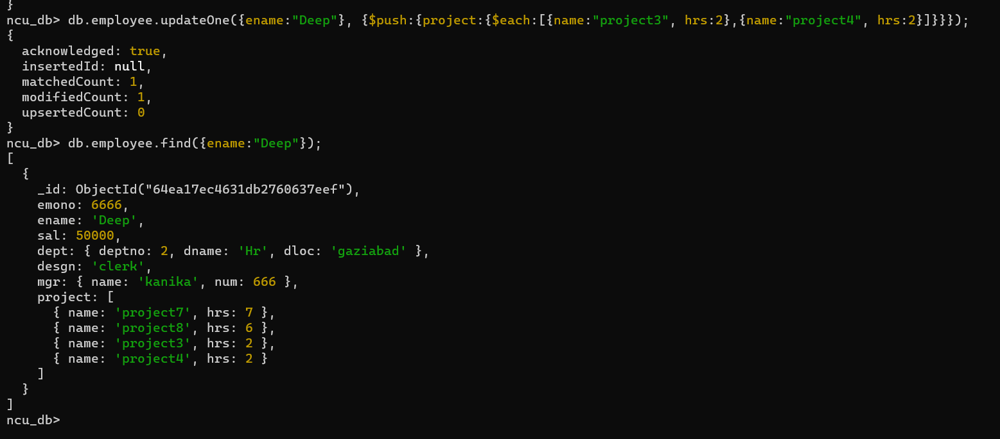 }
ncu_db> db.employee.updateOne({ename:"Deep"}, {$push:{project:{$each:[{name:"project3", hrs:2},{name:"project4", hrs:2}]}}});
{
  acknowledged: true,
  insertedId: null,
  matchedCount: 1,
  modifiedCount: 1,
  upsertedCount: 0
}
ncu_db> db.employee.find({ename:"Deep"});
[
  {
    _id: ObjectId("64ea17ec4631db2760637eef"),
    emono: 6666,
    ename: 'Deep',
    sal: 50000,
    dept: { deptno: 2, dname: 'Hr', dloc: 'gaziabad' },
    desgn: 'clerk',
    mgr: { name: 'kanika', num: 666 },
    project: [
      { name: 'project7', hrs: 7 },
      { name: 'project8', hrs: 6 },
      { name: 'project3', hrs: 2 },
      { name: 'project4', hrs: 2 }
    ]
  }
]
ncu_db>